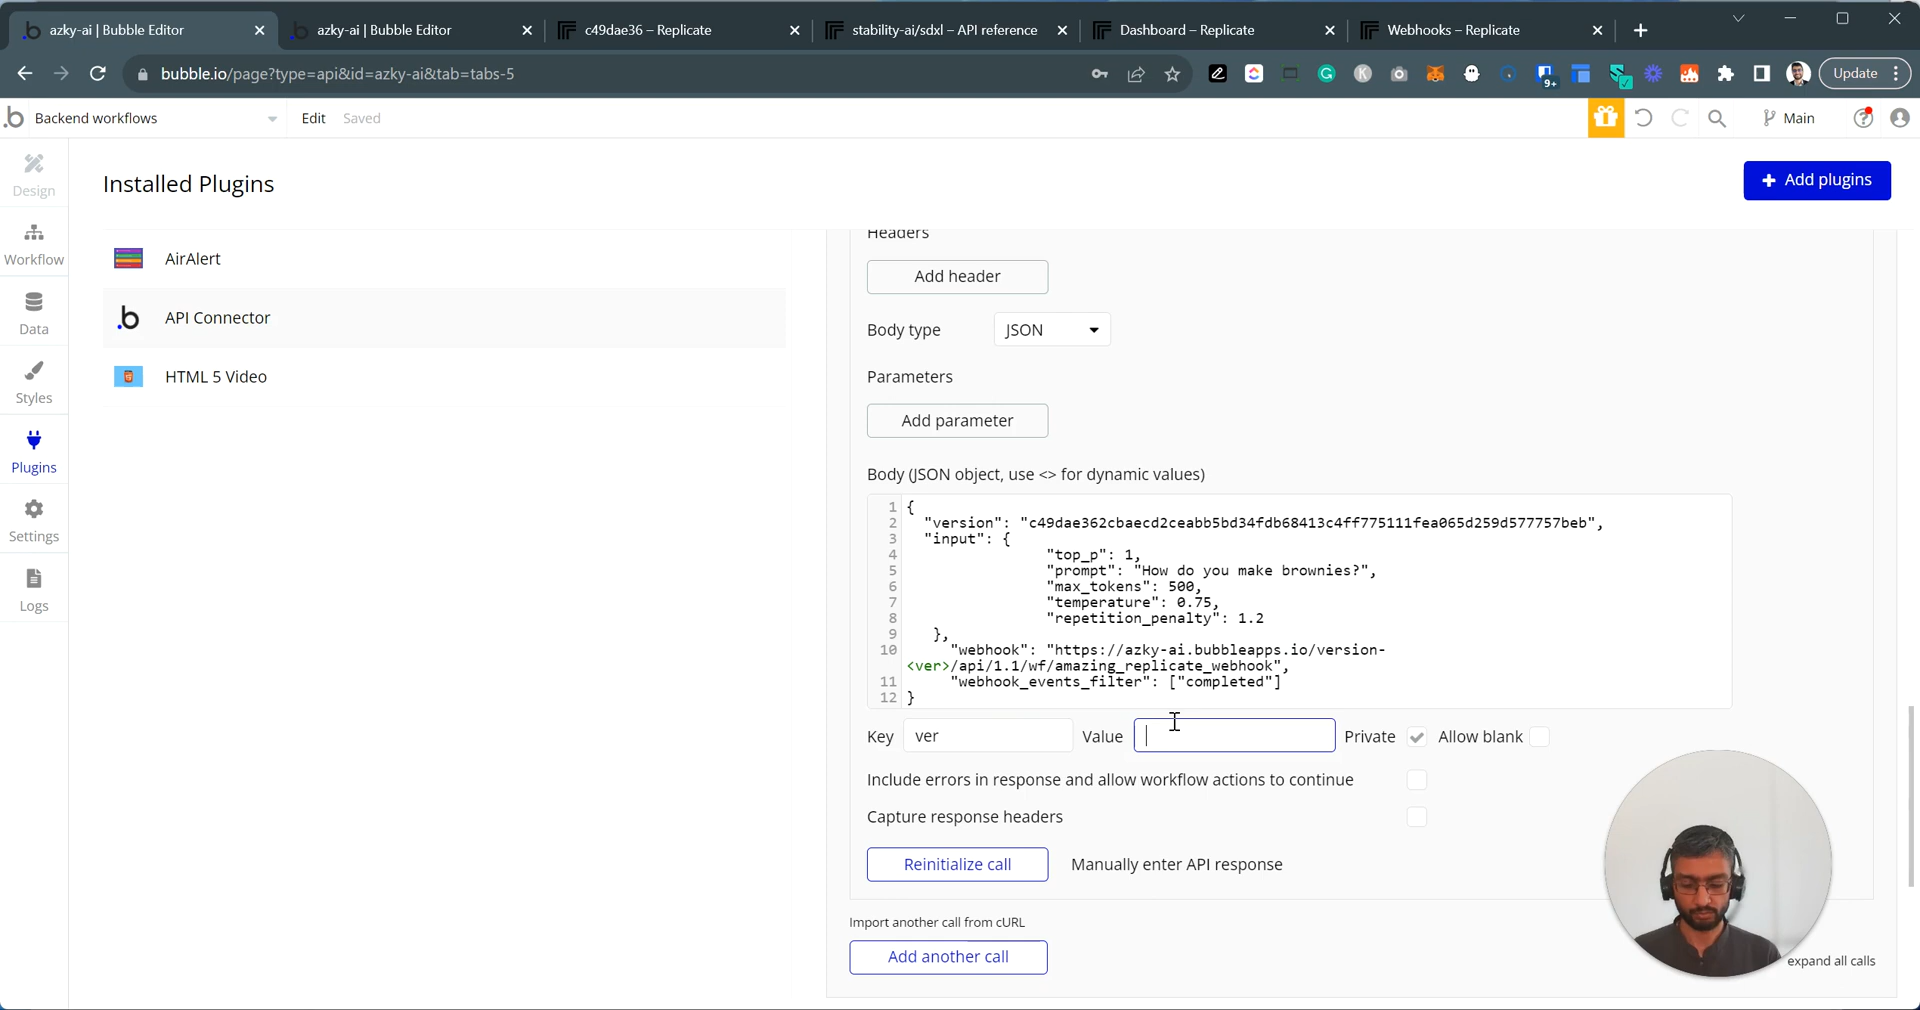 azky-ai | Bubble Editor
azky-ai | Bubble Editor
c49dae36 – Replicate
stability-ai/sdxl – API reference
Dashboard – Replicate
Webhooks – Replicate
bubble.io/page?type=api&id=azky-ai&tab=tabs-5
9+
Update
Backend workflows
Edit
Saved
Main
Design
Workflow
Data
Styles
Plugins
Settings
Logs
Installed Plugins
Add plugins
AirAlert
API Connector
HTML 5 Video
Headers
Add header
Body type
JSON
Parameters
Add parameter
Body (JSON object, use <> for dynamic values)
1 {
2 "version": "c49dae362cbaecd2ceabb5bd34fdb68413c4ff775111fea065d259d577757beb",
3 "input": {
4 "top_p": 1,
5 "prompt": "How do you make brownies?",
6 "max_tokens": 500,
7 "temperature": 0.75,
8 "repetition_penalty": 1.2
9 },
10 "webhook": "https://azky-ai.bubbleapps.io/version-
<ver>/api/1.1/wf/amazing_replicate_webhook",
11 "webhook_events_filter": ["completed"]
12 }
Key ver Value Private Allow blank
Include errors in response and allow workflow actions to continue
Capture response headers
Reinitialize call
Manually enter API response
Import another call from cURL
Add another call
expand all calls